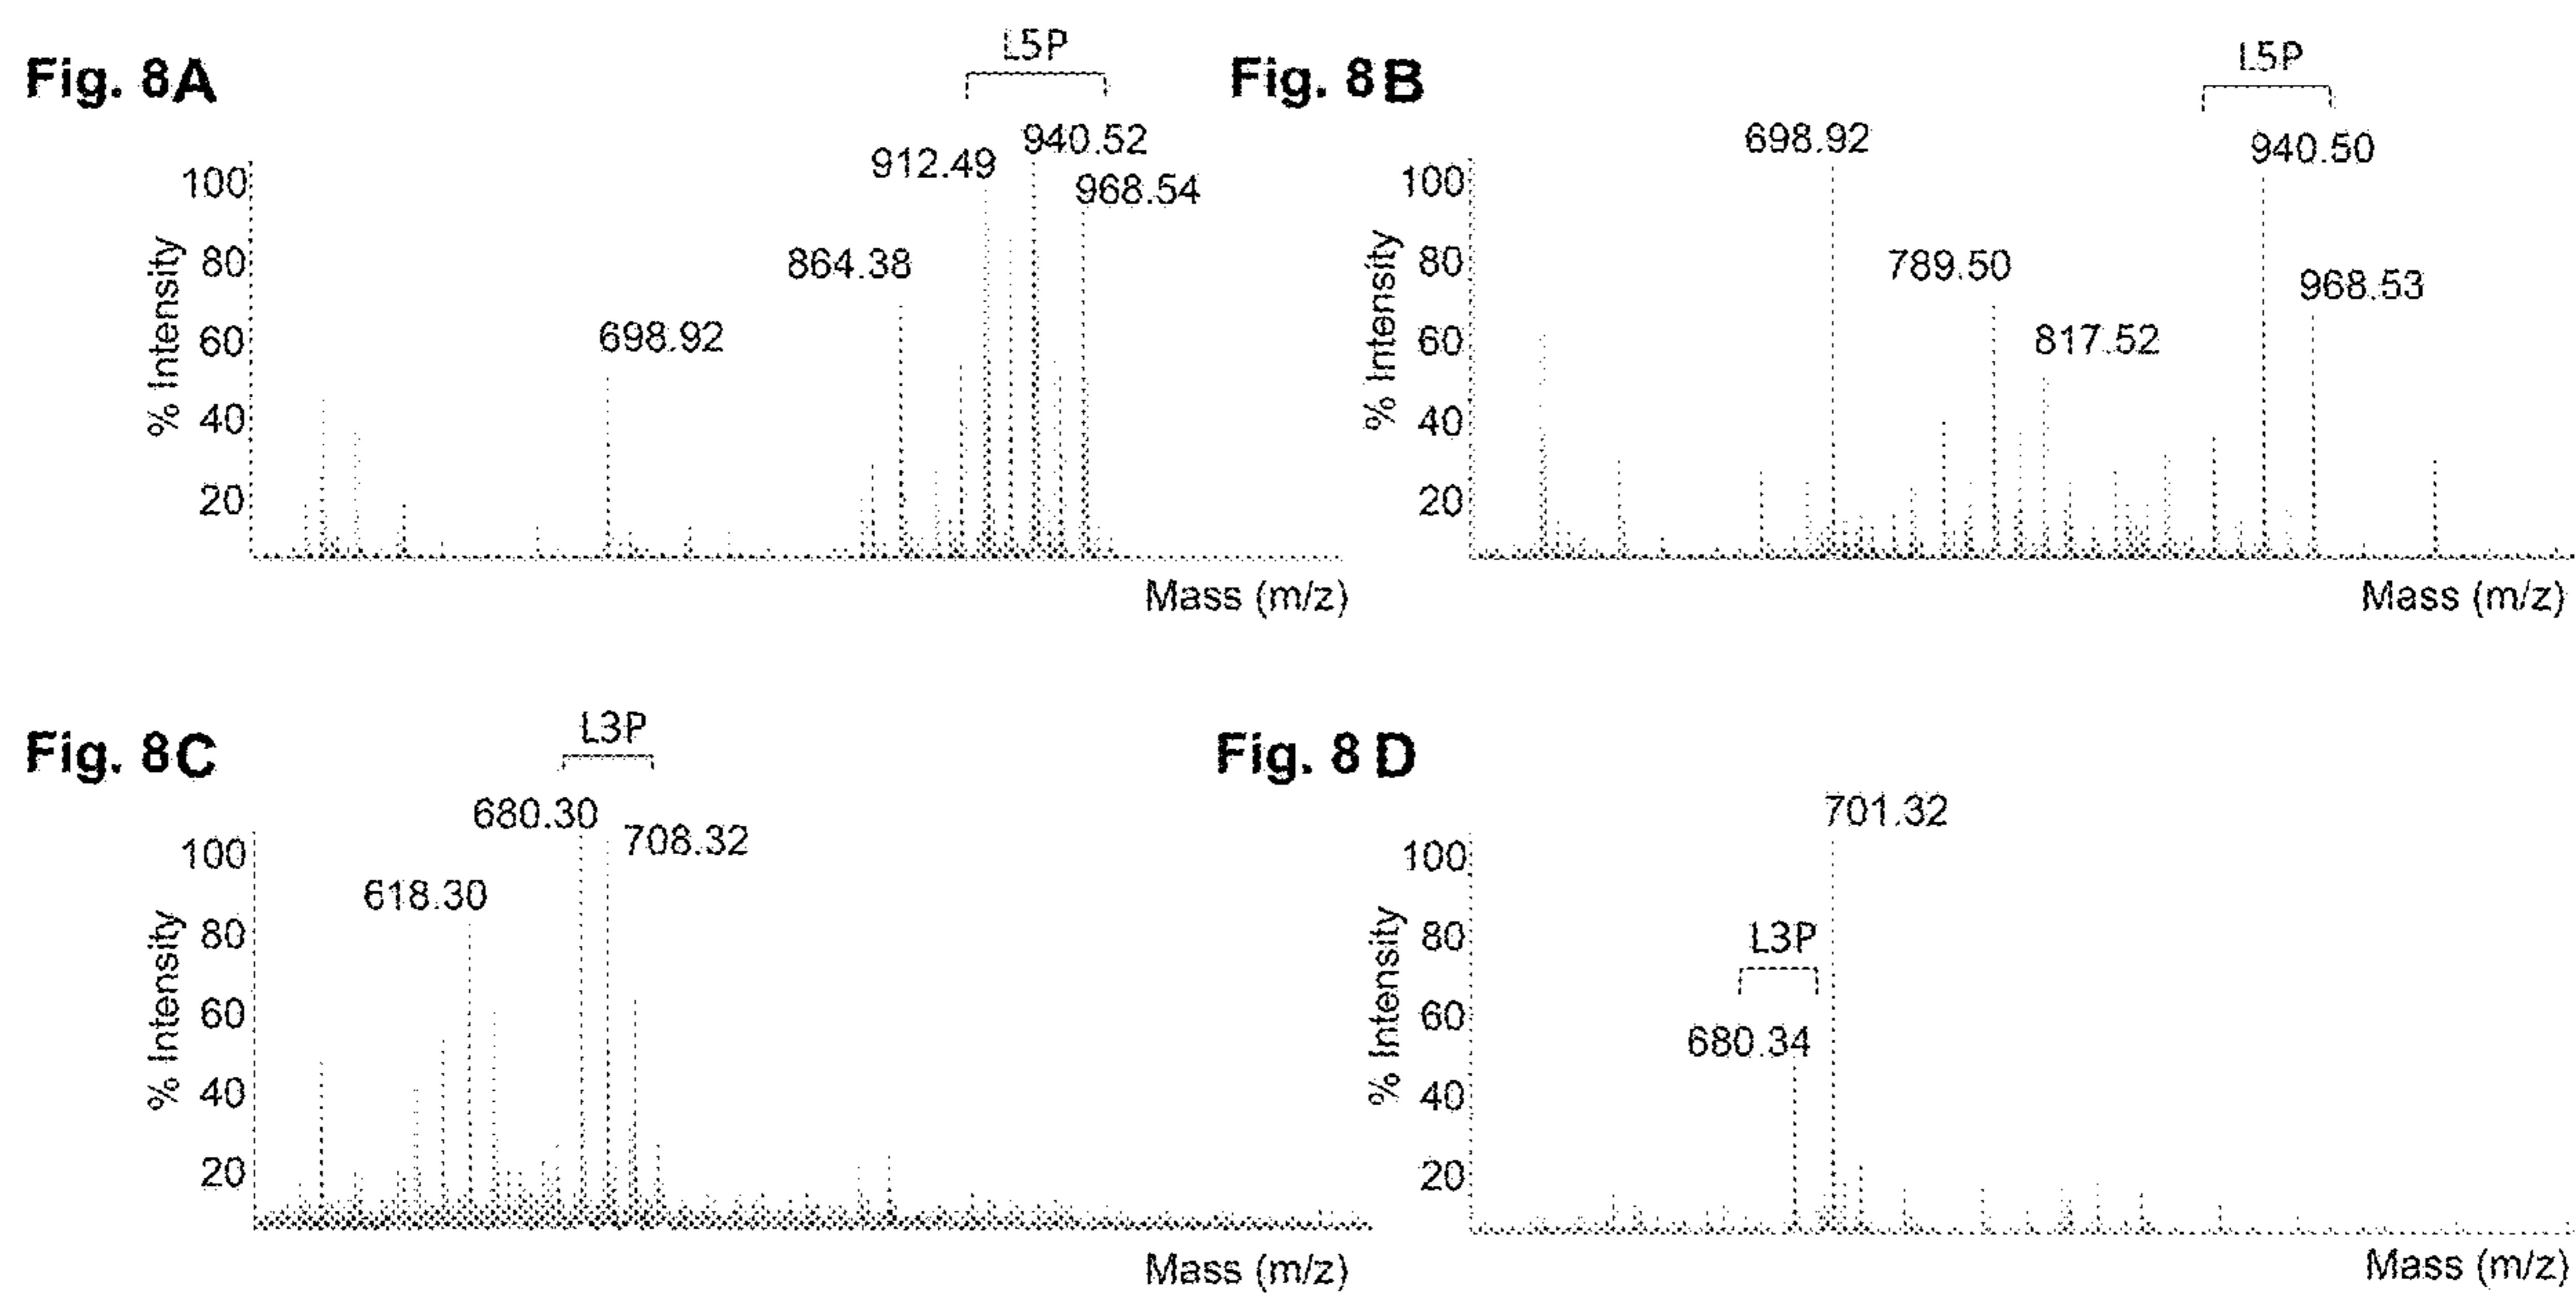 Fig. 8A
L5P
912.49
940.52
968.54
864.38
698.92
100
80
60
40
20
% Intensity
Mass (m/z)
Fig. 8B
L5P
698.92
940.50
789.50
968.53
817.52
100
80
60
40
20
% Intensity
Mass (m/z)
Fig. 8C
L3P
680.30
708.32
618.30
100
80
60
40
20
% Intensity
Mass (m/z)
Fig. 8 D
701.32
L3P
680.34
100
80
60
40
20
% Intensity
Mass (m/z)